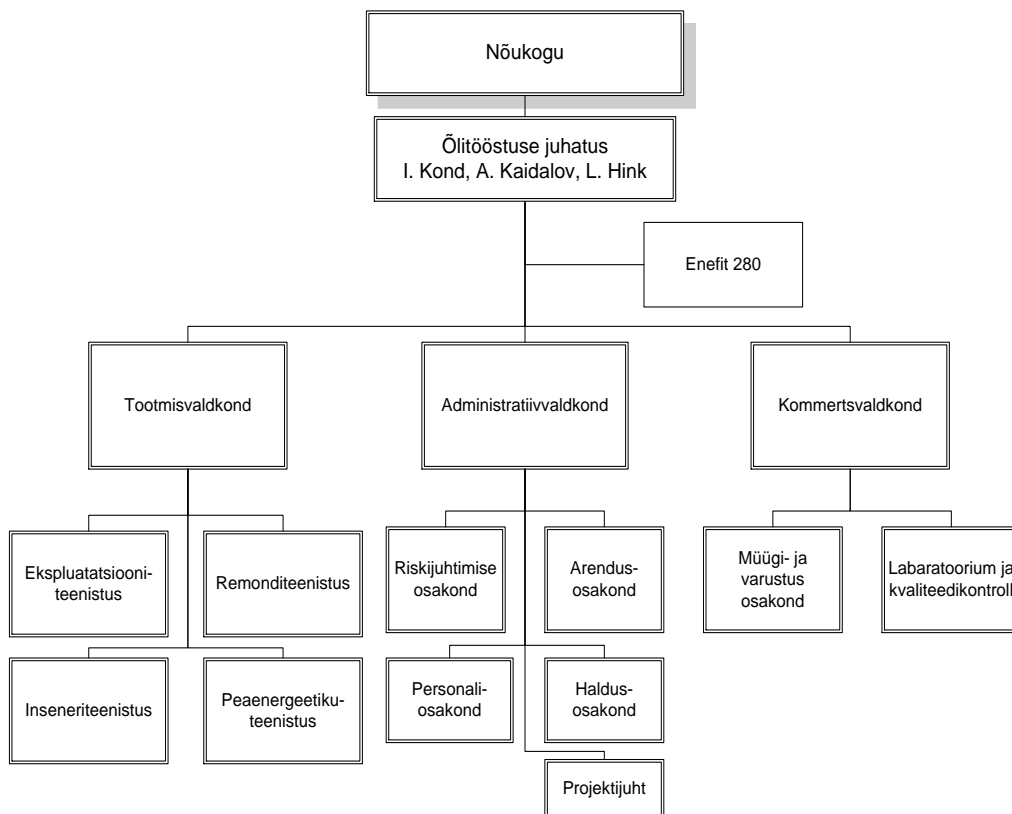 Nõukogu
Õlitööstuse juhatus
I. Kond, A. Kaidalov, L. Hink
Enefit 280
Tootmisvaldkond
Administratiivvaldkond
Kommertsvaldkond
Ekspluatatsiooni-
teenistus
Remonditeenistus
Riskijuhtimise
osakond
Arendus-
osakond
Müügi- ja
varustus
osakond
Labaratoorium ja
kvaliteedikontroll
Inseneriteenistus
Peaenergeetiku-
teenistus
Personali-
osakond
Haldus-
osakond
Projektijuht